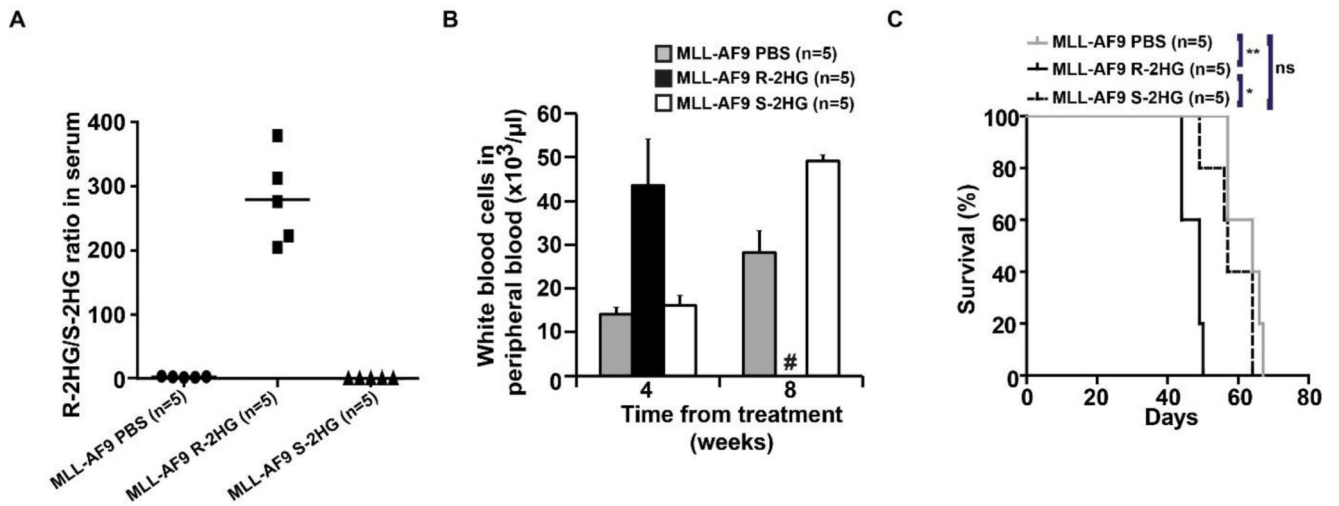 A
R-2HG/S-2HG ratio in serum
400
300
200
100
0
MLL-AF9 PBS (n=5)
MLL-AF9 R-2HG (n=5)
MLL-AF9 S-2HG (n=5)
B
MLL-AF9 PBS (n=5)
MLL-AF9 R-2HG (n=5)
MLL-AF9 S-2HG (n=5)
White blood cells in
peripheral blood (x10³/µl)
60
50
40
30
20
10
0
#
4
8
Time from treatment
(weeks)
C
MLL-AF9 PBS (n=5)
MLL-AF9 R-2HG (n=5)
MLL-AF9 S-2HG (n=5)
**
*
ns
Survival (%)
100
80
60
40
20
0
0 20 40 60 80
Days